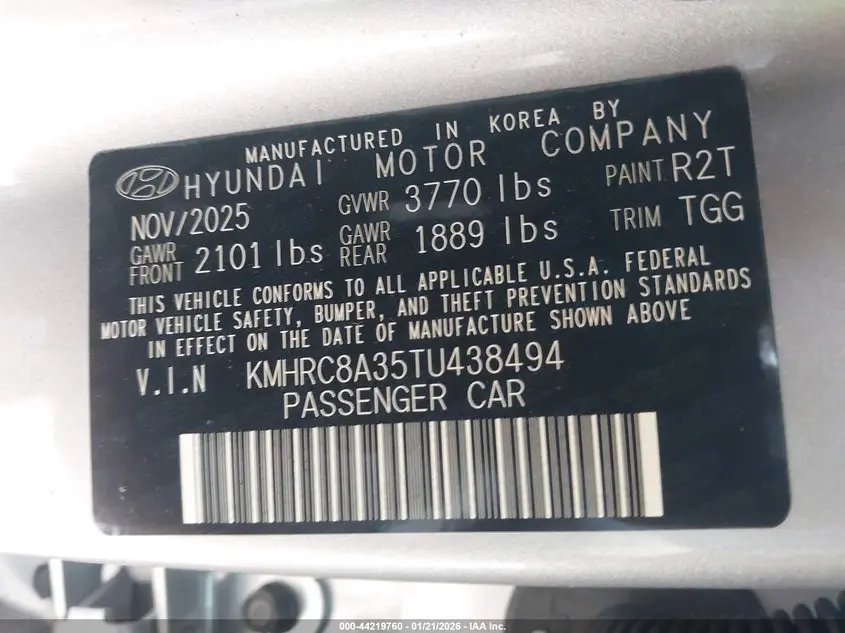 MANUFACTURED IN KOREA BY
HYUNDAI MOTOR COMPANY
NOV/2025 GVWR 3770 lbs PAINT R2T
GAWR FRONT 2101 lbs GAWR REAR 1889 lbs TRIM TGG
THIS VEHICLE CONFORMS TO ALL APPLICABLE U.S.A. FEDERAL
MOTOR VEHICLE SAFETY, BUMPER, AND THEFT PREVENTION STANDARDS
IN EFFECT ON THE DATE OF MANUFACTURE SHOWN ABOVE
V.I.N KMHRC8A35TU438494
PASSENGER CAR
000-44219760 - 01/21/2026 - IAA Inc.